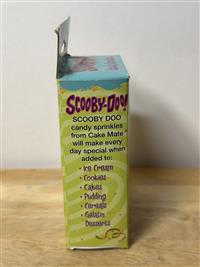 SCOOBY-DOO!
SCOOBY DOO
candy sprinkles
from Cake Mate
will make every
day special when
added to:
• Ice Cream
• Cookies
• Cakes
• Pudding
• Cereals
• Gelatin
Desserts